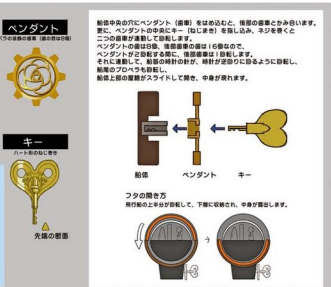 ペンダント
バラの装飾の歯車(歯の数は8個)
キー
ハート形のねじまき
先端の断面
船体中央の穴にペンダント(歯車)をはめ込むと、後部の歯車とかみ合います。
更に、ペンダントの中央にキー(ねじまき)を挿し込み、ネジを巻くと
二つの歯車が連動して回転します。
ペンダントの歯は8個、後部歯車の歯は16個なので、
ペンダントが2回転する間に、後部歯車は1回転します。
それに連動して、船首の時計の針が、時計が逆回りに回るように回転し、
船尾のプロペラも回転し、
船体上部の屋根がスライドして開き、中身が現れます。
船体
ペンダント
キー
フタの開き方
飛行船の上半分が回転して、下側に収納され、中身が露出します。